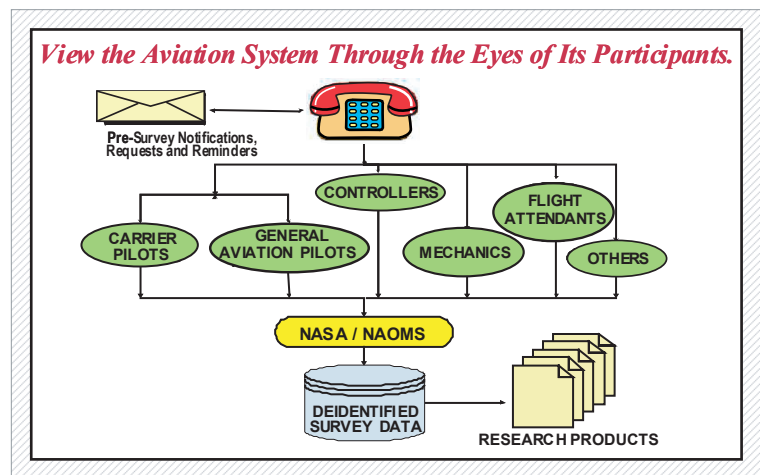 View the Aviation System Through the Eyes of Its Participants.
Pre-Survey Notifications,
Requests and Reminders
CONTROLLERS
FLIGHT
ATTENDANTS
CARRIER
PILOTS
GENERAL
AVIATION PILOTS
MECHANICS
OTHERS
NASA / NAOMS
DEIDENTIFIED
SURVEY DATA
RESEARCH PRODUCTS